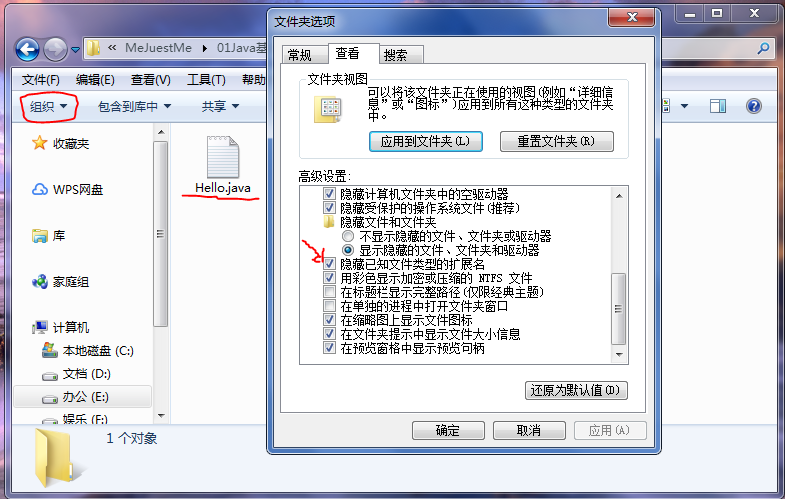 文件夹选项
« MeJuestMe ▸ 01Java基
文件(F) 编辑(E) 查看(V) 工具(T) 帮助
组织 包含到库中 共享
收藏夹
WPS网盘
库
家庭组
计算机
本地磁盘 (C:)
文档 (D:)
办公 (E:)
娱乐 (F:)
Hello.java
1 个对象
常规 查看 搜索
文件夹视图
可以将该文件夹正在使用的视图(例如“详细信
息”或“图标”)应用到所有这种类型的文件夹
中。
应用到文件夹(L) 重置文件夹(R)
高级设置:
隐藏计算机文件夹中的空驱动器
隐藏受保护的操作系统文件(推荐)
隐藏文件和文件夹
不显示隐藏的文件、文件夹或驱动器
显示隐藏的文件、文件夹和驱动器
隐藏已知文件类型的扩展名
用彩色显示加密或压缩的 NTFS 文件
在标题栏显示完整路径(仅限经典主题)
在单独的进程中打开文件夹窗口
在缩略图上显示文件图标
在文件夹提示中显示文件大小信息
在预览窗格中显示预览句柄
还原为默认值(D)
确定 取消 应用(A)